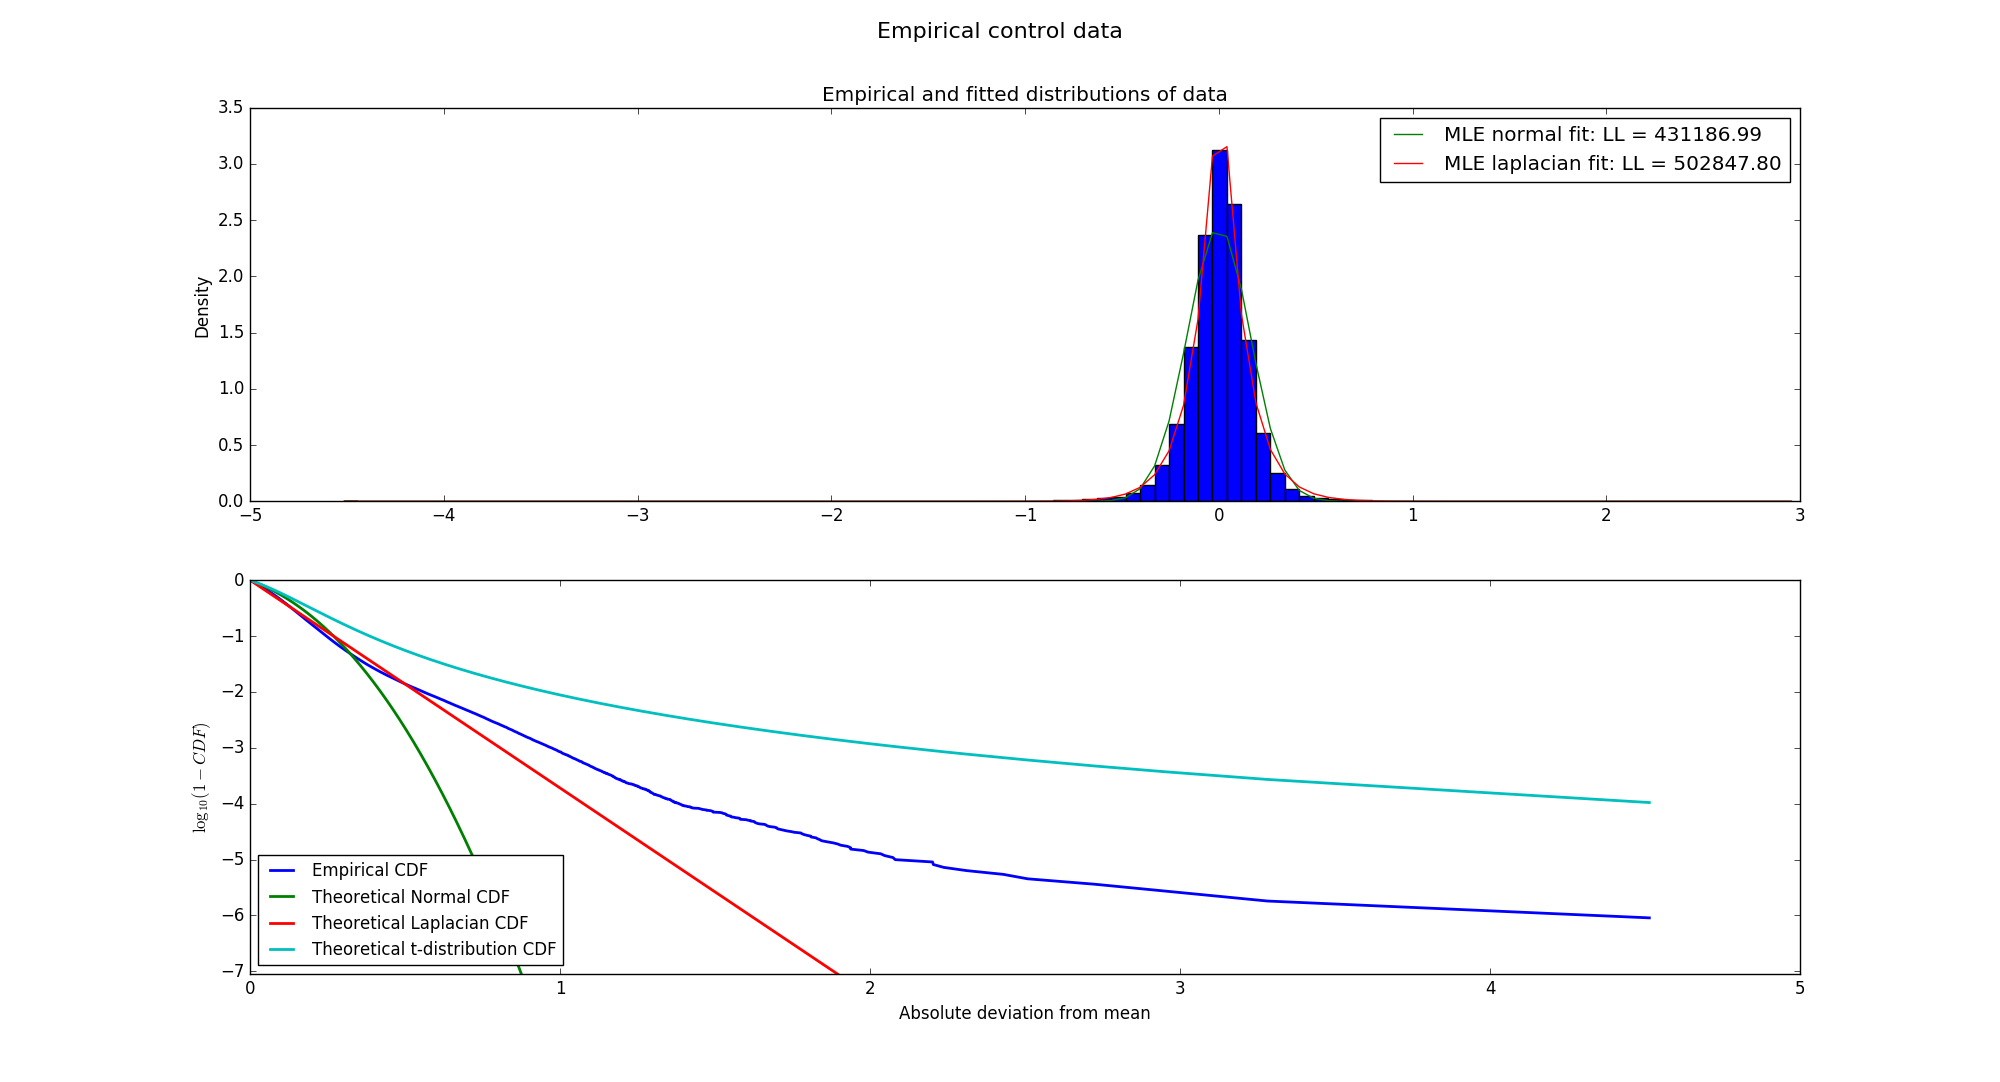 Empirical control data
Empirical and fitted distributions of data
3.5
3.0
2.5
2.0
1.5
1.0
0.5
0.0
Density
MLE normal fit: LL = 431186.99
MLE laplacian fit: LL = 502847.80
−5 −4 −3 −2 −1 0 1 2 3
0
−1
−2
−3
−4
−5
−6
−7
log10(1 − CDF)
Empirical CDF
Theoretical Normal CDF
Theoretical Laplacian CDF
Theoretical t-distribution CDF
0 1 2 3 4 5
Absolute deviation from mean